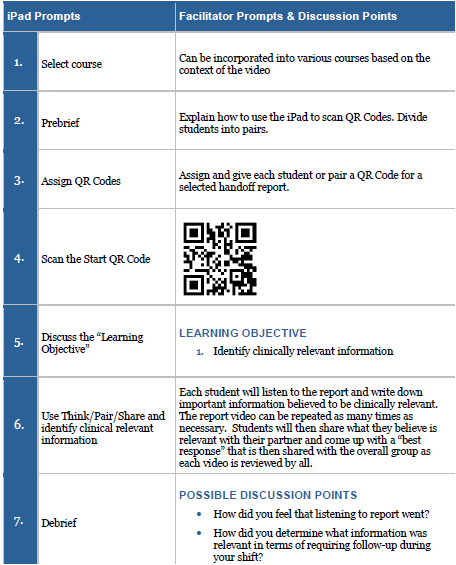 iPad Prompts
Facilitator Prompts & Discussion Points
1.
Select course
Can be incorporated into various courses based on the
context of the video
2.
Prebrief
Explain how to use the iPad to scan QR Codes. Divide
students into pairs.
3.
Assign QR Codes
Assign and give each student or pair a QR Code for a
selected handoff report.
4.
Scan the Start QR Code
5.
Discuss the “Learning
Objective”
LEARNING OBJECTIVE
1. Identify clinically relevant information
6.
Use Think/Pair/Share and
identify clinical relevant
information
Each student will listen to the report and write down
important information believed to be clinically relevant.
The report video can be repeated as many times as
necessary. Students will then share what they believe is
relevant with their partner and come up with a “best
response” that is then shared with the overall group as
each video is reviewed by all.
7.
Debrief
POSSIBLE DISCUSSION POINTS
• How did you feel that listening to report went?
• How did you determine what information was
relevant in terms of requiring follow-up during
your shift?